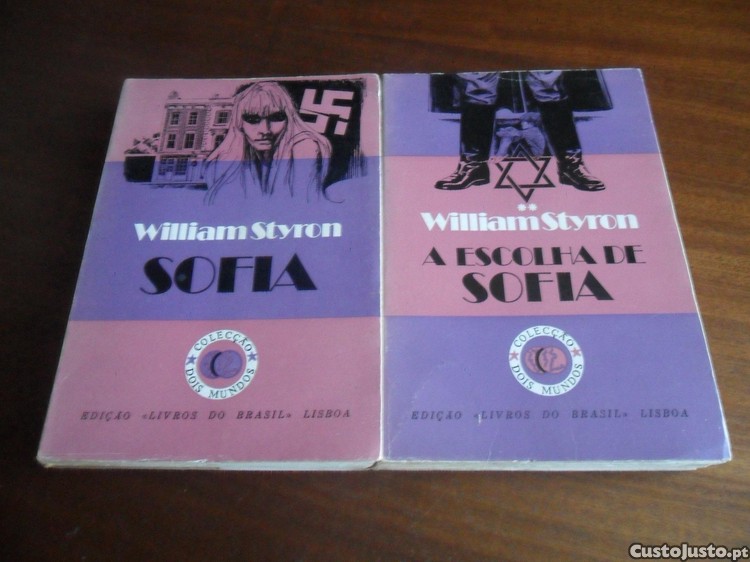 William Styron
SOFIA
COLECÇÃO
DOIS MUNDOS
EDIÇÃO «LIVROS DO BRASIL» LISBOA
William Styron
A ESCOLHA DE
SOFIA
COLECÇÃO
DOIS MUNDOS
EDIÇÃO «LIVROS DO BRASIL» LISBOA
CustoJusto.pt